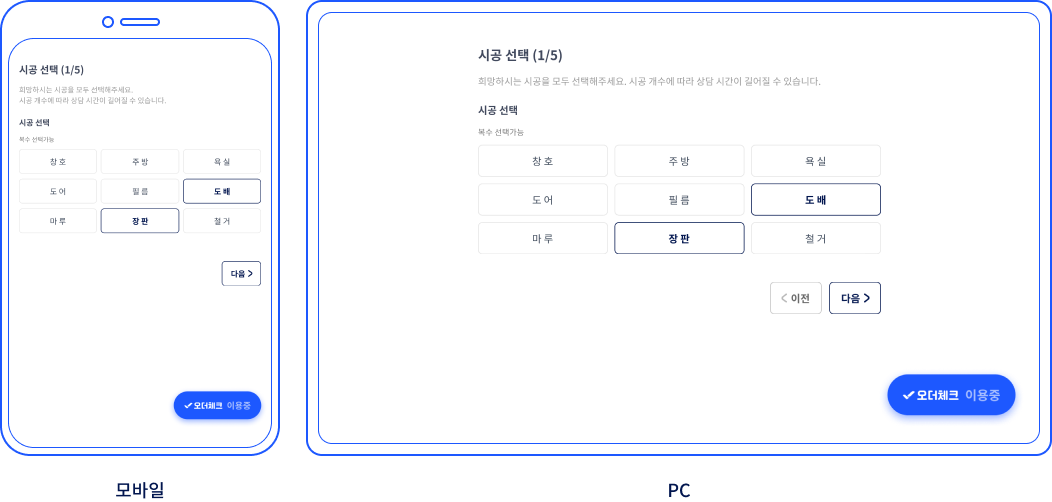 시공 선택 (1/5)
희망하시는 시공을 모두 선택해주세요.
시공 개수에 따라 상담 시간이 길어질 수 있습니다.
시공 선택
복수 선택가능
창 호 주 방 욕 실
도 어 필 름 도 배
마 루 장 판 철 거
다음 >
오더체크 이용중
모바일
시공 선택 (1/5)
희망하시는 시공을 모두 선택해주세요. 시공 개수에 따라 상담 시간이 길어질 수 있습니다.
시공 선택
복수 선택가능
창 호 주 방 욕 실
도 어 필 름 도 배
마 루 장 판 철 거
< 이전 다음 >
오더체크 이용중
PC